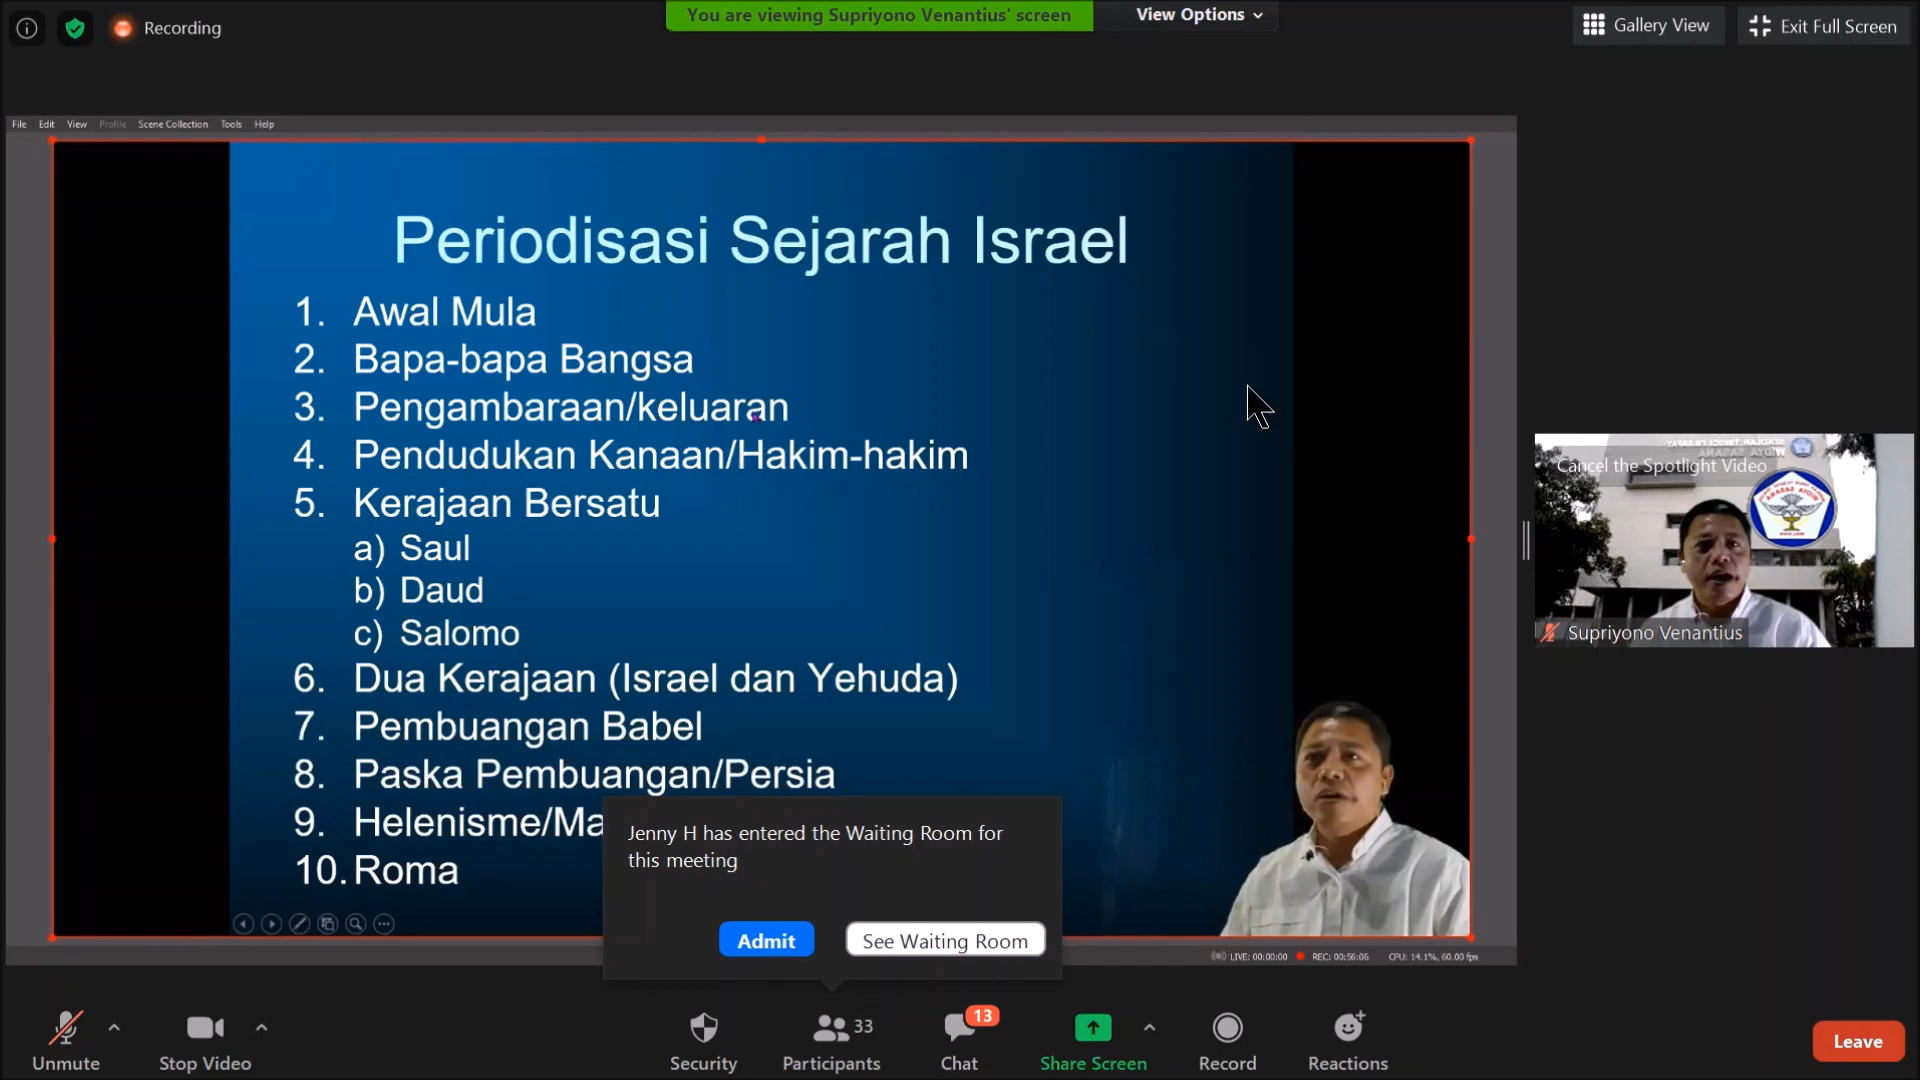 Recording
You are viewing Supriyono Venantius' screen
View Options
Gallery View
Exit Full Screen
File Edit View Profile Scene Collection Tools Help
Periodisasi Sejarah Israel
1. Awal Mula
2. Bapa-bapa Bangsa
3. Pengambaraan/keluaran
4. Pendudukan Kanaan/Hakim-hakim
5. Kerajaan Bersatu
a) Saul
b) Daud
c) Salomo
6. Dua Kerajaan (Israel dan Yehuda)
7. Pembuangan Babel
8. Paska Pembuangan/Persia
9. Helenisme/Ma
10. Roma
Cancel the Spotlight Video
Supriyono Venantius
Jenny H has entered the Waiting Room for
this meeting
Admit
See Waiting Room
LIVE: 00:00:00 REC: 00:56:06 CPU: 14.1%, 60.00 fps
Unmute
Stop Video
Security
33
Participants
13
Chat
Share Screen
Record
Reactions
Leave